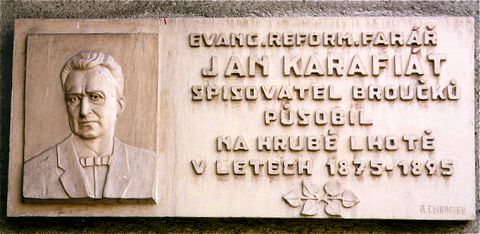 EVANG.REFORM.FARÁŘ
JAN KARAFIÁT
SPISOVATEL BROUČKŮ
PŮSOBIL
NA HRUBÉ LHOTĚ
V LETECH 1875-1895